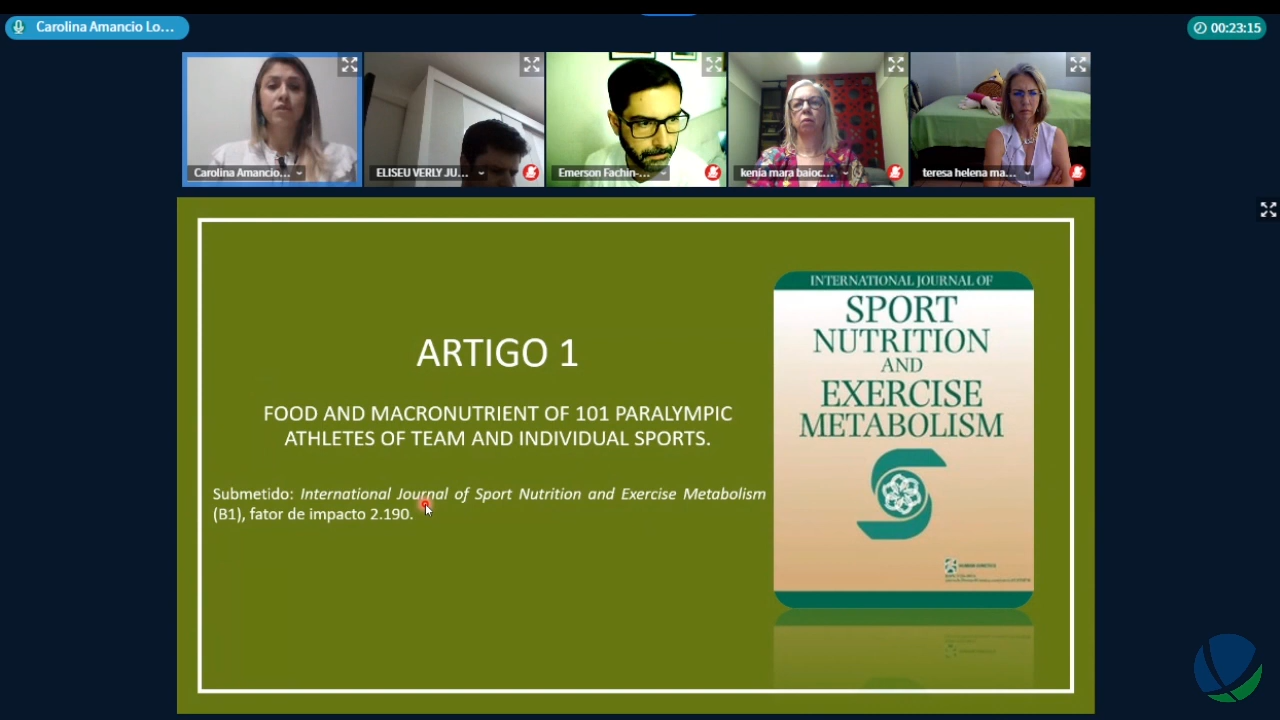 Carolina Amancio Lo...
00:23:15
Carolina Amancio...
ELISEU VERLY JU...
Emerson Fachin-...
kenia mara baioc...
teresa helena ma...
ARTIGO 1
FOOD AND MACRONUTRIENT OF 101 PARALYMPIC
ATHLETES OF TEAM AND INDIVIDUAL SPORTS.
Submetido: International Journal of Sport Nutrition and Exercise Metabolism
(B1), fator de impacto 2.190.
INTERNATIONAL JOURNAL OF
SPORT
NUTRITION
AND
EXERCISE
METABOLISM